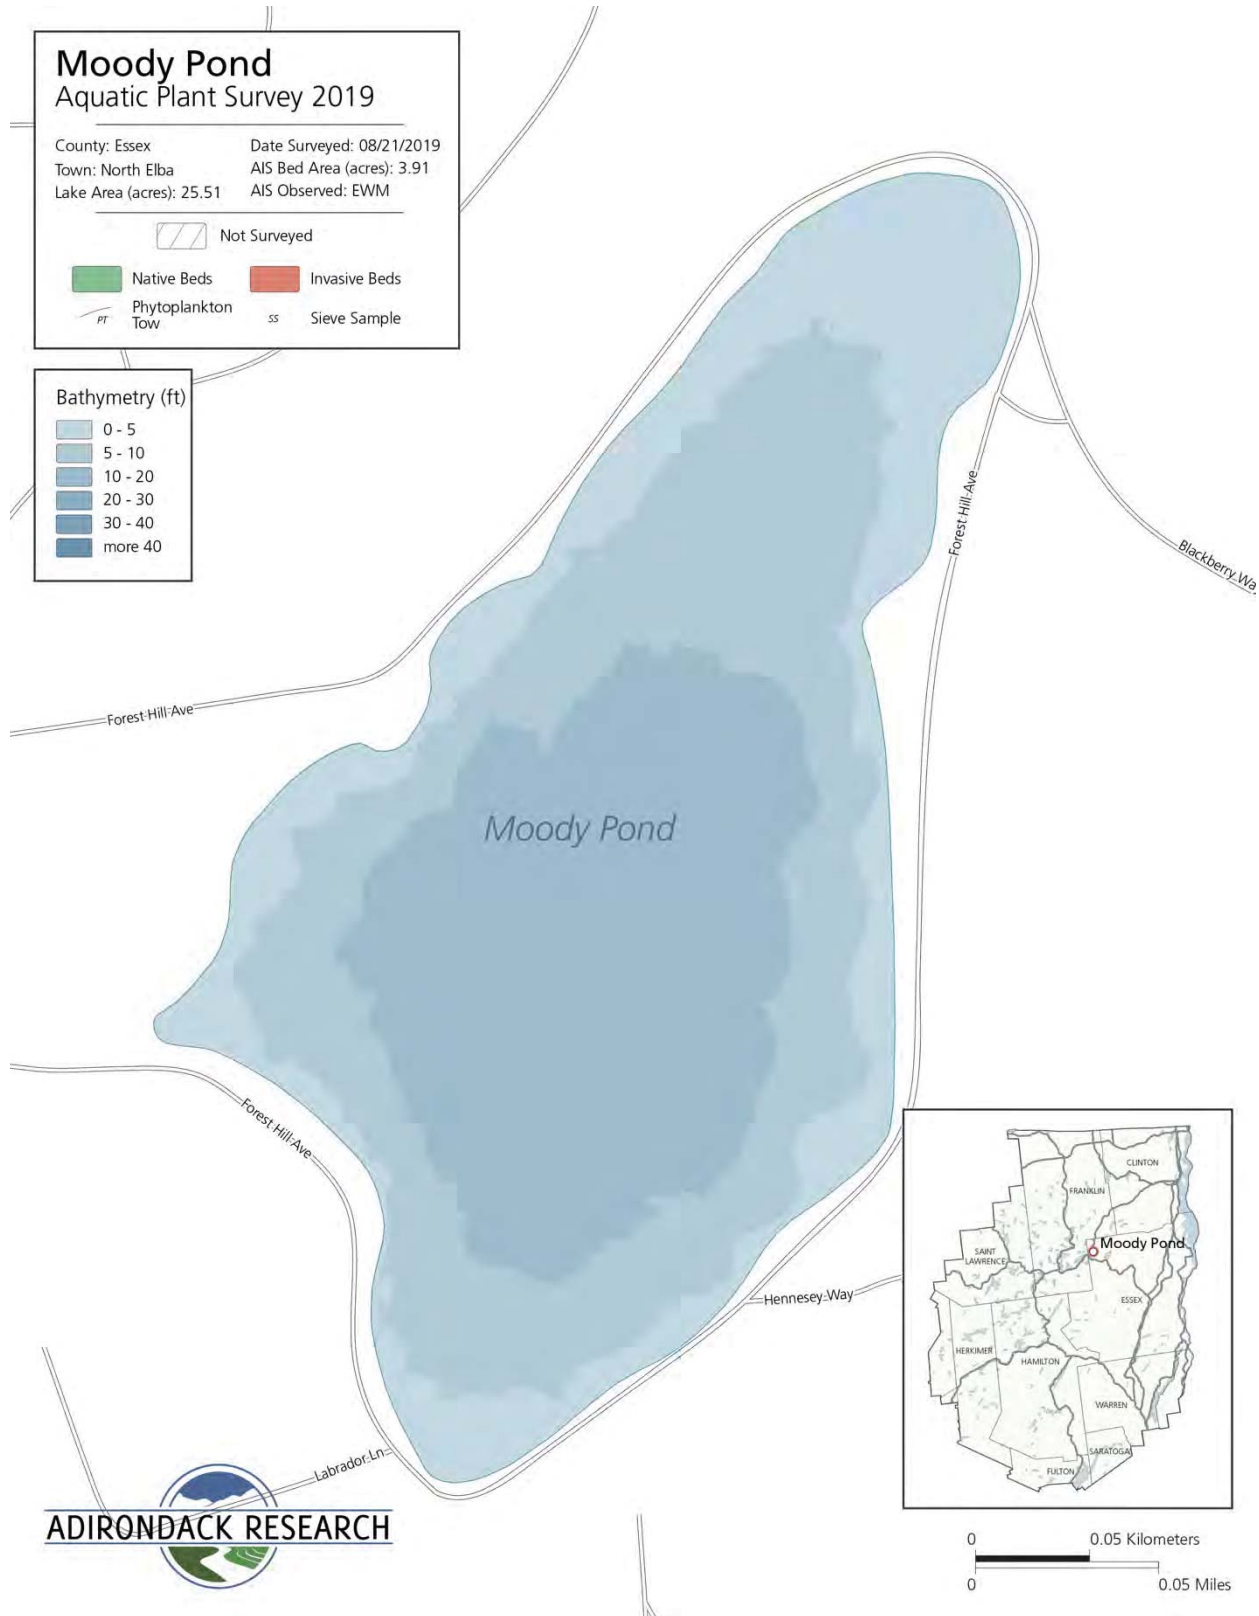 Moody Pond
Aquatic Plant Survey 2019
County: Essex
Date Surveyed: 08/21/2019
Town: North Elba
AIS Bed Area (acres): 3.91
Lake Area (acres): 25.51
AIS Observed: EWM
Not Surveyed
Native Beds
Invasive Beds
PT
Phytoplankton
Tow
SS
Sieve Sample
Bathymetry (ft)
0 - 5
5 - 10
10 - 20
20 - 30
30 - 40
more 40
Forest Hill Ave
Blackberry Way
Forest Hill Ave
Moody Pond
Forest Hill Ave
Hennesey Way
Labrador Ln
CLINTON
FRANKLIN
Moody Pond
SAINT
LAWRENCE
ESSEX
HERKIMER
HAMILTON
WARREN
SARATOGA
FULTON
ADIRONDACK RESEARCH
0
0.05 Kilometers
0
0.05 Miles